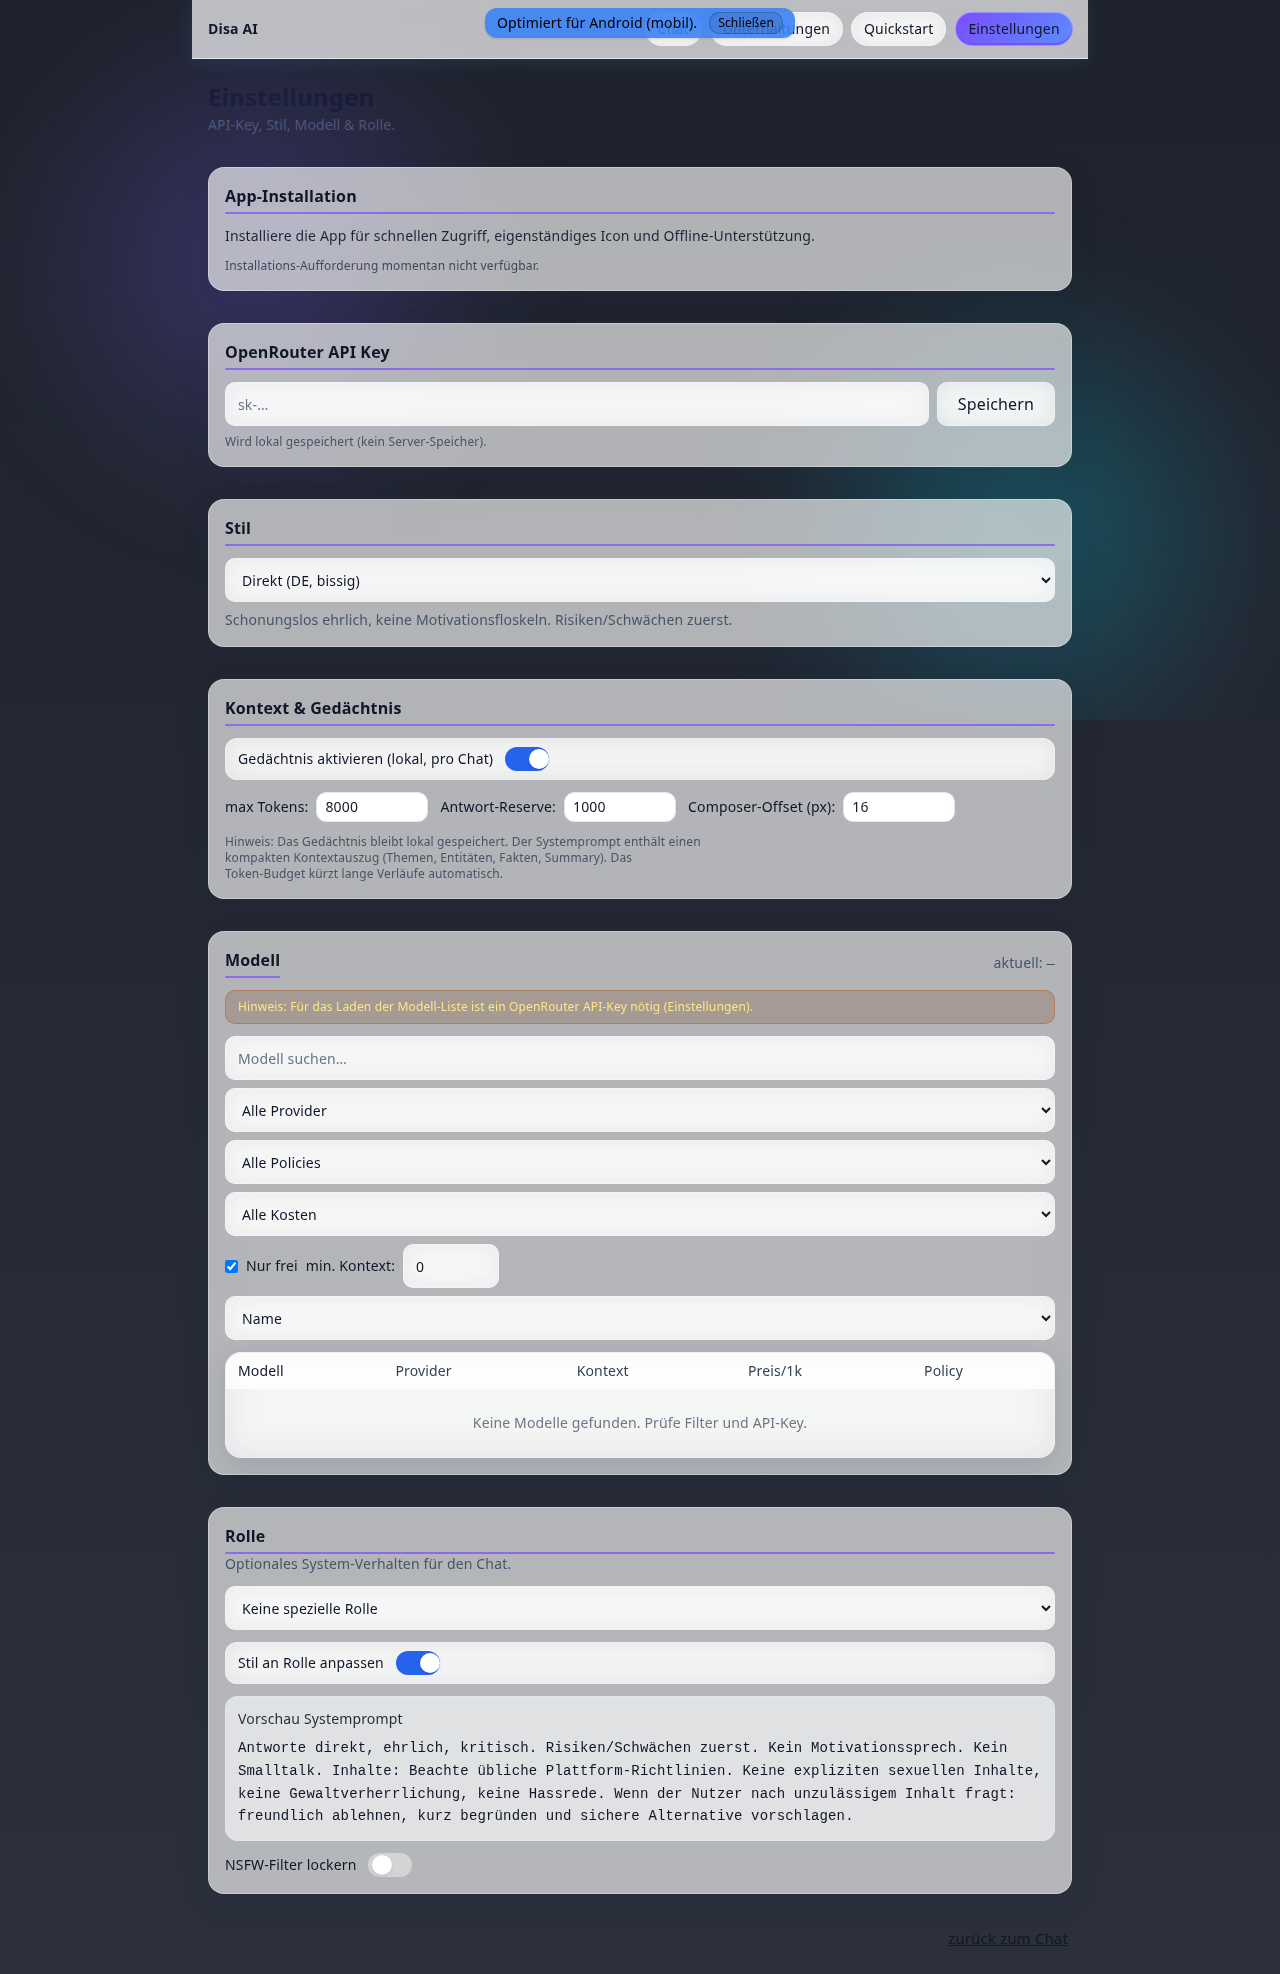 Disa AI
Optimiert für Android (mobil). Schließen
Quickstart
Einstellungen
Einstellungen
API-Key, Stil, Modell & Rolle.
App-Installation
Installiere die App für schnellen Zugriff, eigenständiges Icon und Offline-Unterstützung.
Installations-Aufforderung momentan nicht verfügbar.
OpenRouter API Key
sk-...
Speichern
Wird lokal gespeichert (kein Server-Speicher).
Stil
Direkt (DE, bissig)
Schonungslos ehrlich, keine Motivationsfloskeln. Risiken/Schwächen zuerst.
Kontext & Gedächtnis
Gedächtnis aktivieren (lokal, pro Chat)
max Tokens: 8000 Antwort-Reserve: 1000 Composer-Offset (px): 16
Hinweis: Das Gedächtnis bleibt lokal gespeichert. Der Systemprompt enthält einen
kompakten Kontextauszug (Themen, Entitäten, Fakten, Summary). Das
Token-Budget kürzt lange Verläufe automatisch.
Modell
aktuell: —
Hinweis: Für das Laden der Modell-Liste ist ein OpenRouter API-Key nötig (Einstellungen).
Modell suchen...
Alle Provider
Alle Policies
Alle Kosten
Nur frei min. Kontext: 0
Name
Modell Provider Kontext Preis/1k Policy
Keine Modelle gefunden. Prüfe Filter und API-Key.
Rolle
Optionales System-Verhalten für den Chat.
Keine spezielle Rolle
Stil an Rolle anpassen
Vorschau Systemprompt
Antworte direkt, ehrlich, kritisch. Risiken/Schwächen zuerst. Kein Motivationssprech. Kein
Smalltalk. Inhalte: Beachte übliche Plattform-Richtlinien. Keine expliziten sexuellen Inhalte,
keine Gewaltverherrlichung, keine Hassrede. Wenn der Nutzer nach unzulässigem Inhalt fragt:
freundlich ablehnen, kurz begründen und sichere Alternative vorschlagen.
NSFW-Filter lockern
zurück zum Chat